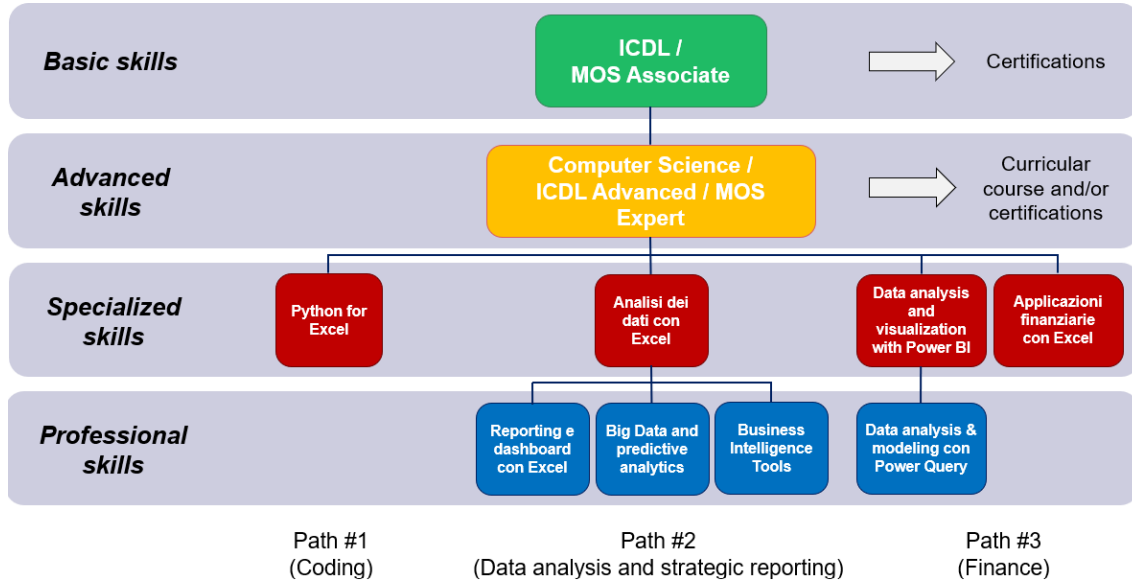 Basic skills
ICDL /
MOS Associate
Certifications
Advanced
skills
Computer Science /
ICDL Advanced / MOS
Expert
Curricular
course and/or
certifications
Specialized
skills
Python for
Excel
Analisi dei
dati con
Excel
Data analysis
and
visualization
with Power BI
Applicazioni
finanziarie
con Excel
Professional
skills
Reporting e
dashboard
con Excel
Big Data and
predictive
analytics
Business
Intelligence
Tools
Data analysis &
modeling con
Power Query
Path #1
(Coding)
Path #2
(Data analysis and strategic reporting)
Path #3
(Finance)